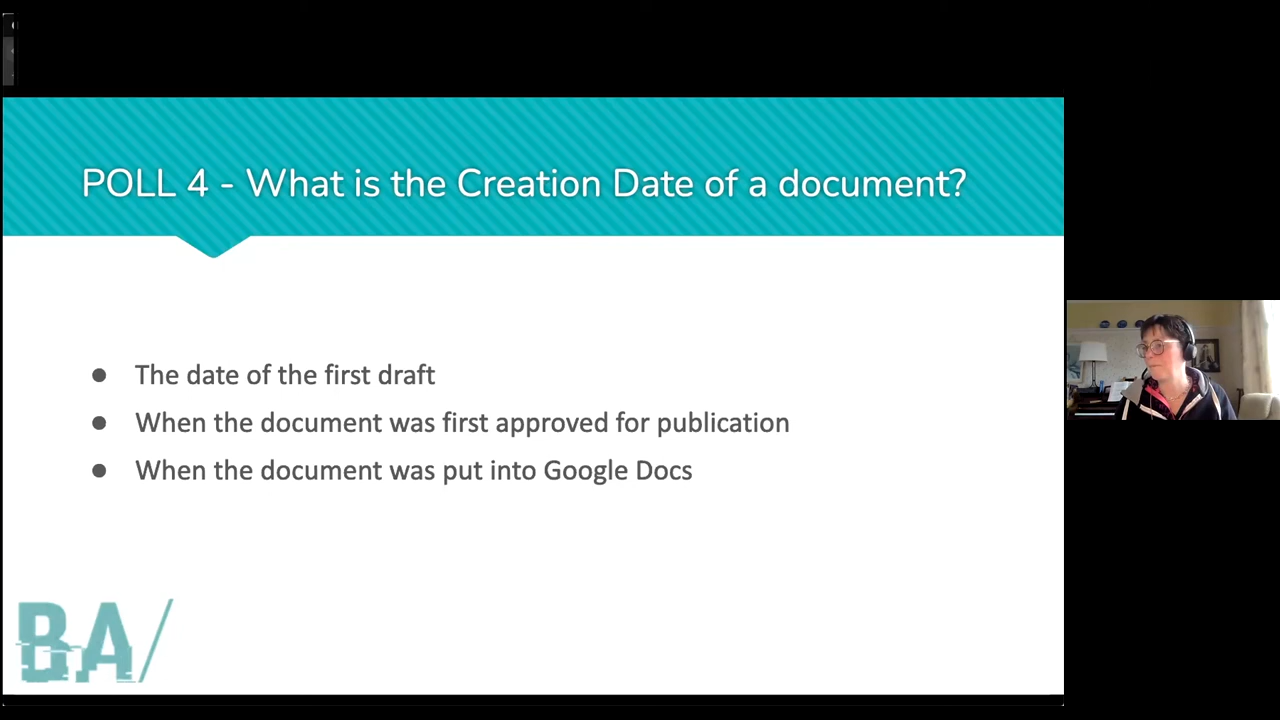 POLL 4 - What is the Creation Date of a document?
● The date of the first draft
● When the document was first approved for publication
● When the document was put into Google Docs
BA/